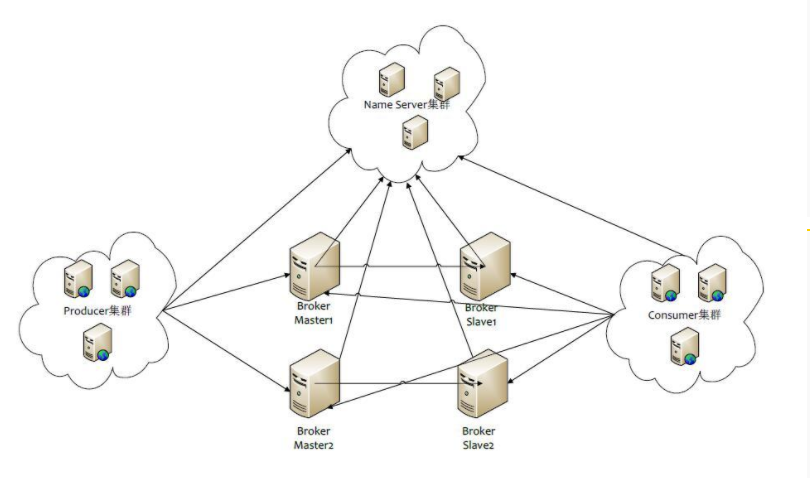 Name Server集群
Producer集群
Broker
Master1
Broker
Slave1
Consumer集群
Broker
Master2
Broker
Slave2